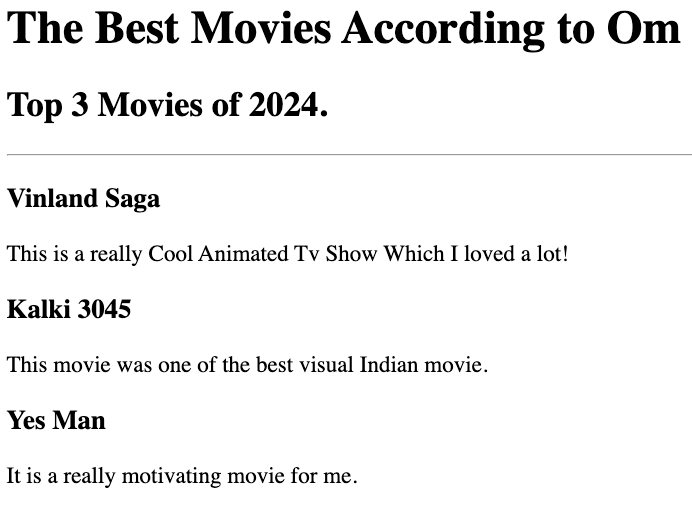 The Best Movies According to Om
Top 3 Movies of 2024.
Vinland Saga
This is a really Cool Animated Tv Show Which I loved a lot!
Kalki 3045
This movie was one of the best visual Indian movie.
Yes Man
It is a really motivating movie for me.